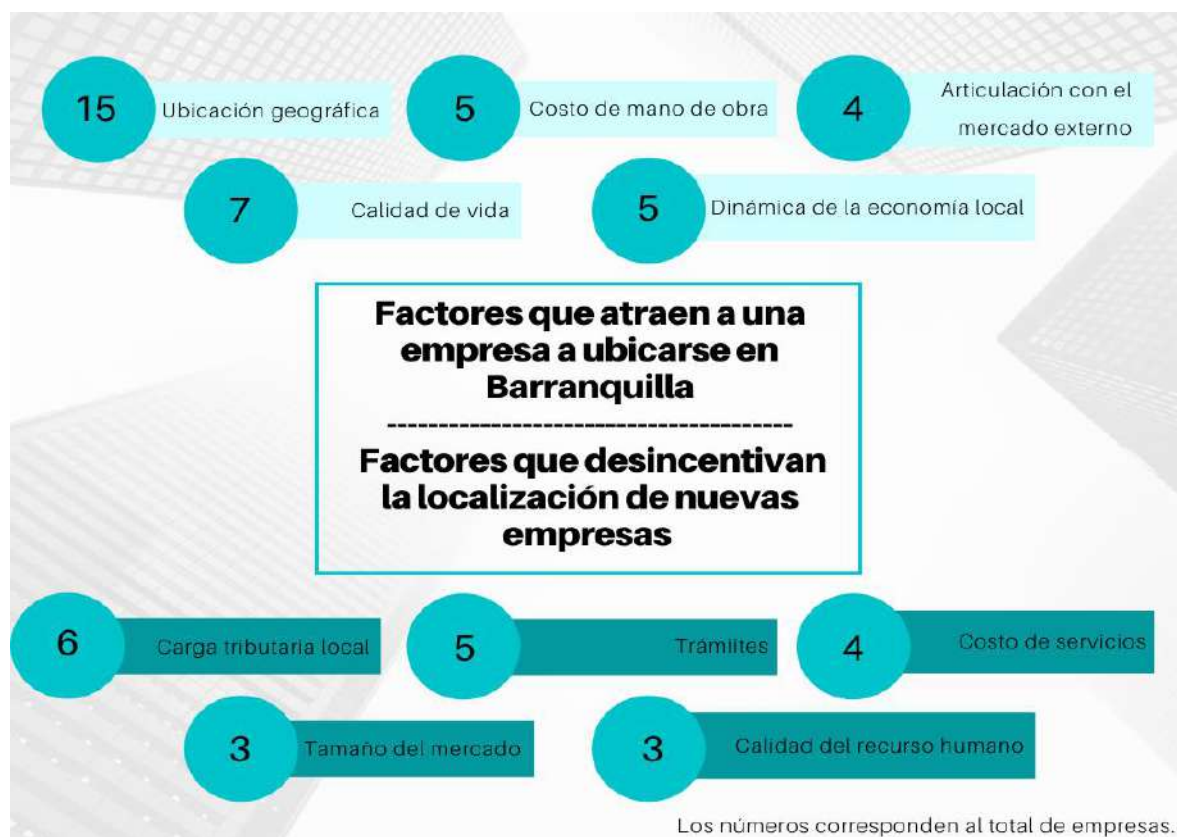 15 Ubicación geográfica
5 Costo de mano de obra
4 Articulación con el
mercado externo
7 Calidad de vida
5 Dinámica de la economía local
Factores que atraen a una
empresa a ubicarse en
Barranquilla
---------------------------------------
Factores que desincentivan
la localización de nuevas
empresas
6 Carga tributaria local
5 Trámiites
4 Costo de servicios
3 Tamaño del mercado
3 Calidad del recurso humano
Los números corresponden al total de empresas.